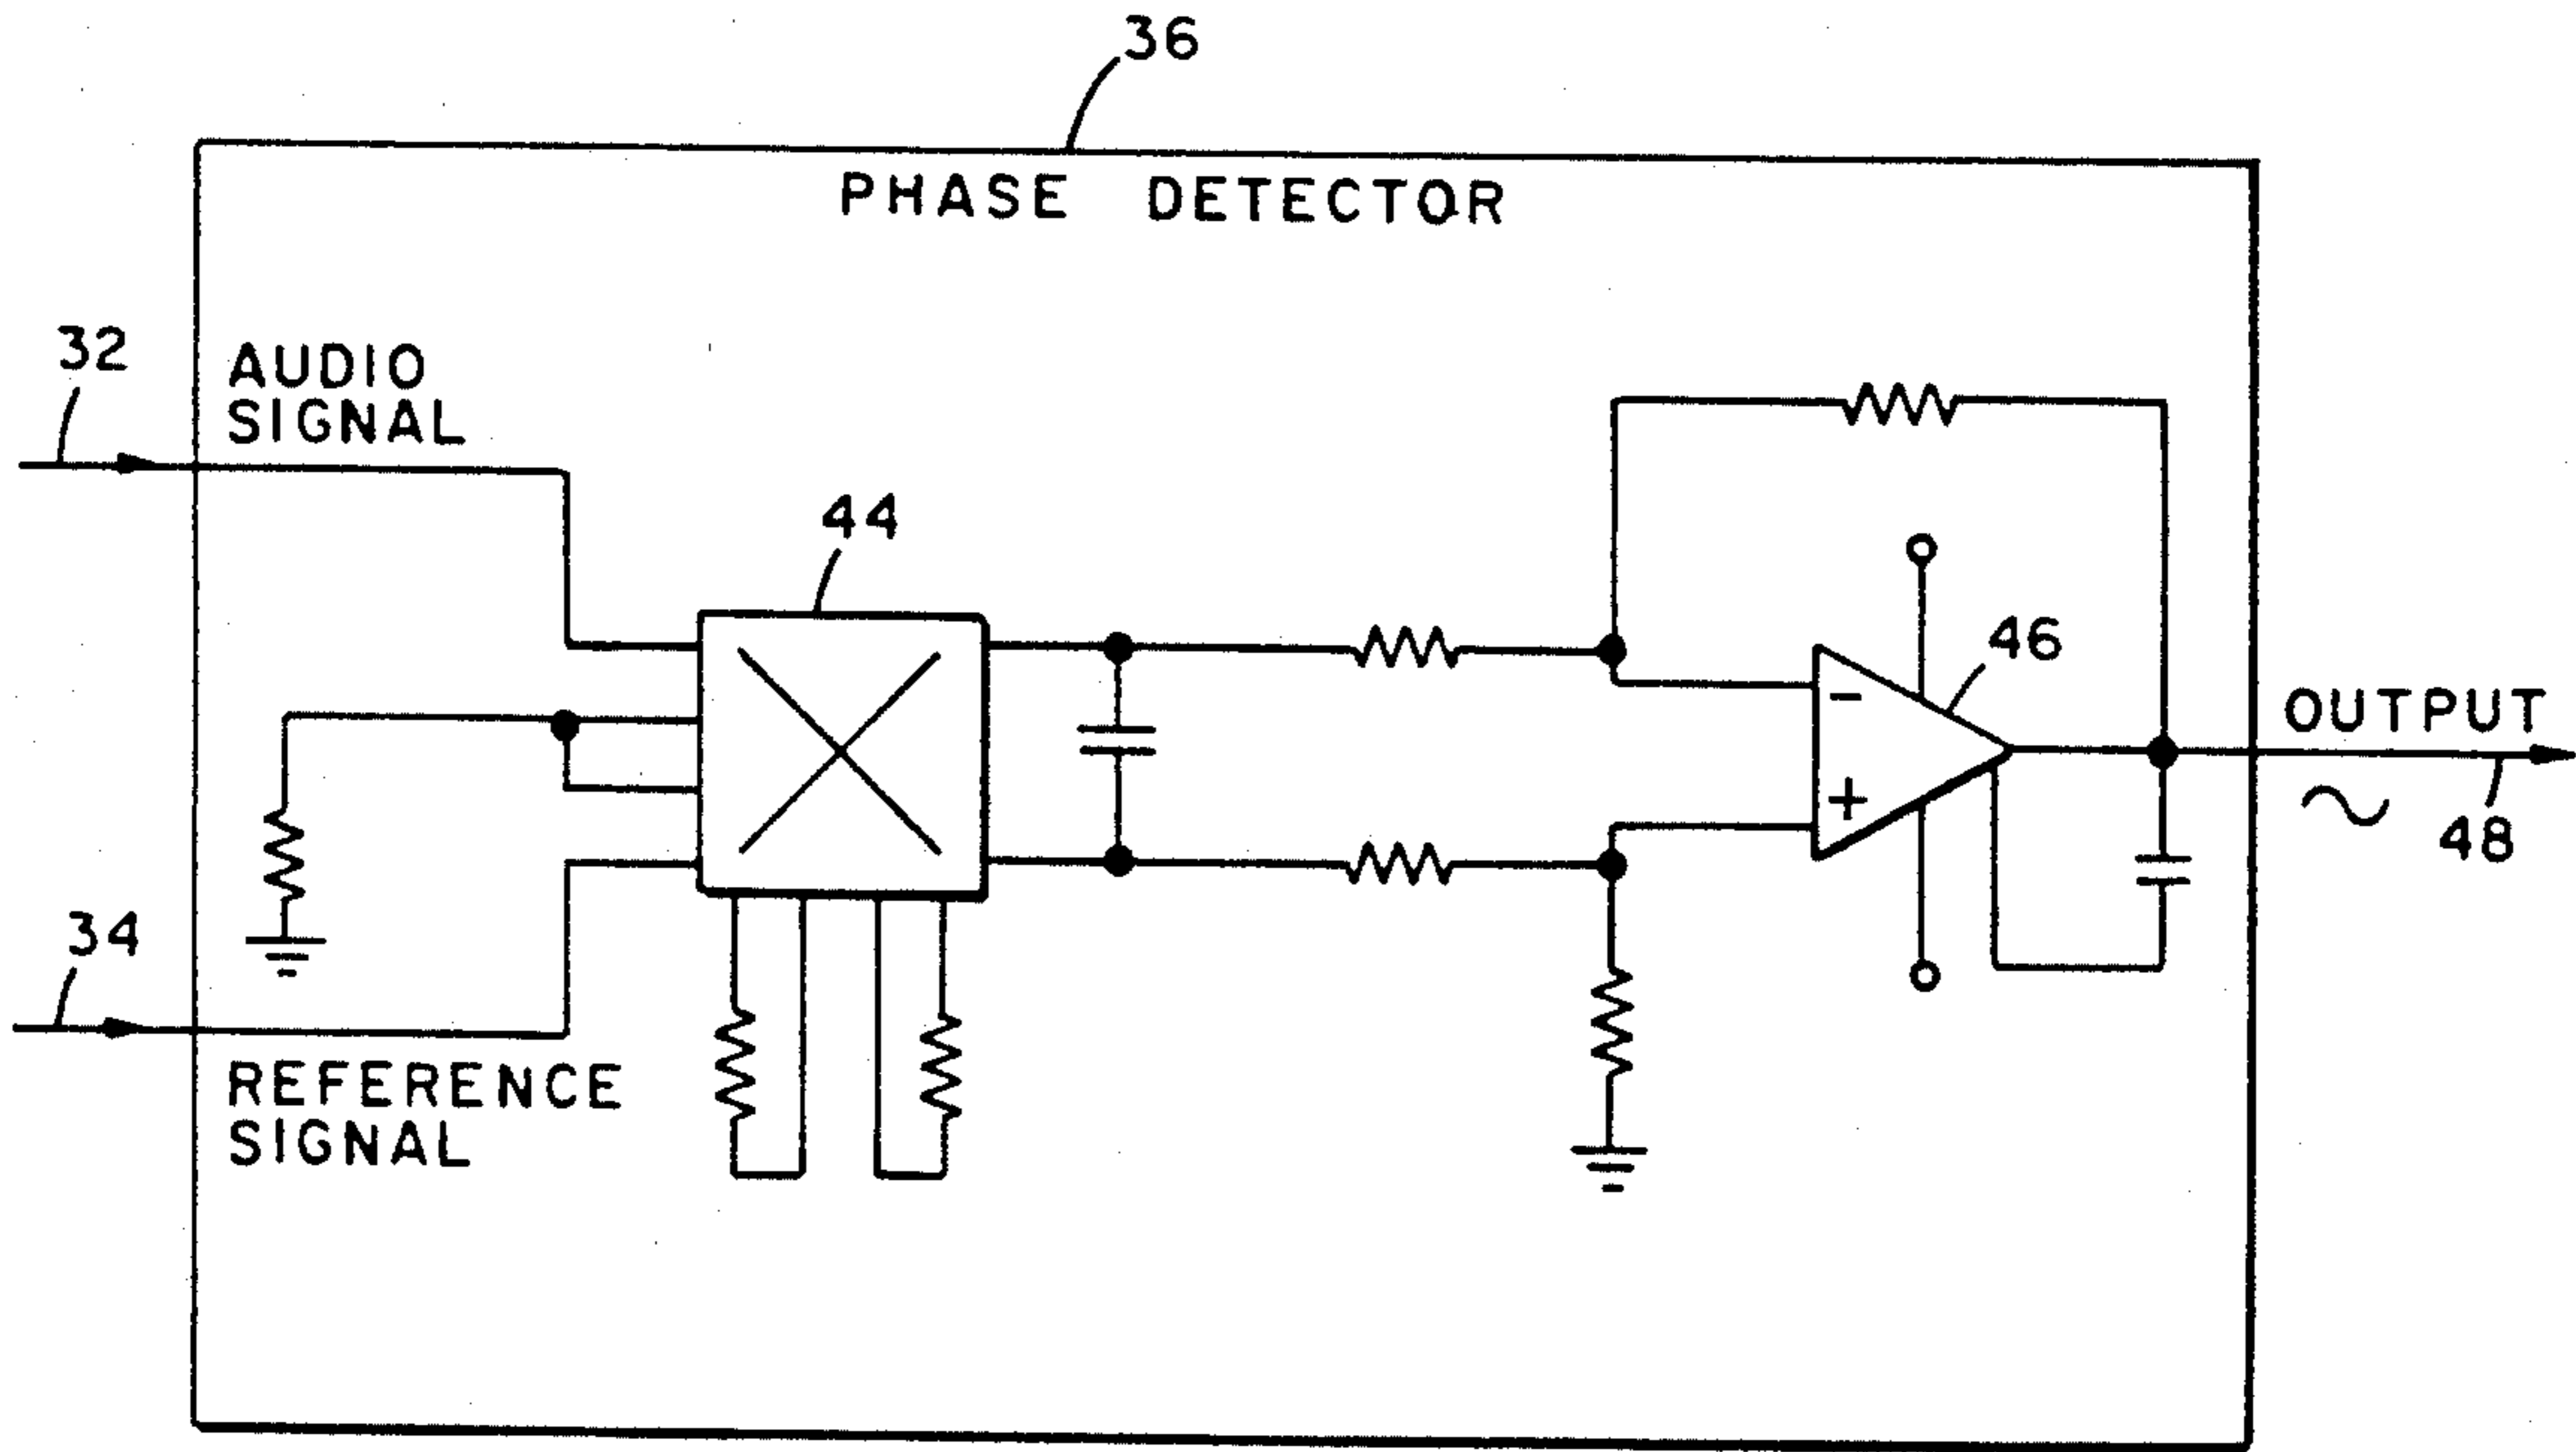 36
PHASE DETECTOR
32
AUDIO
SIGNAL
44
46
-
+
OUTPUT
48
34
REFERENCE
SIGNAL